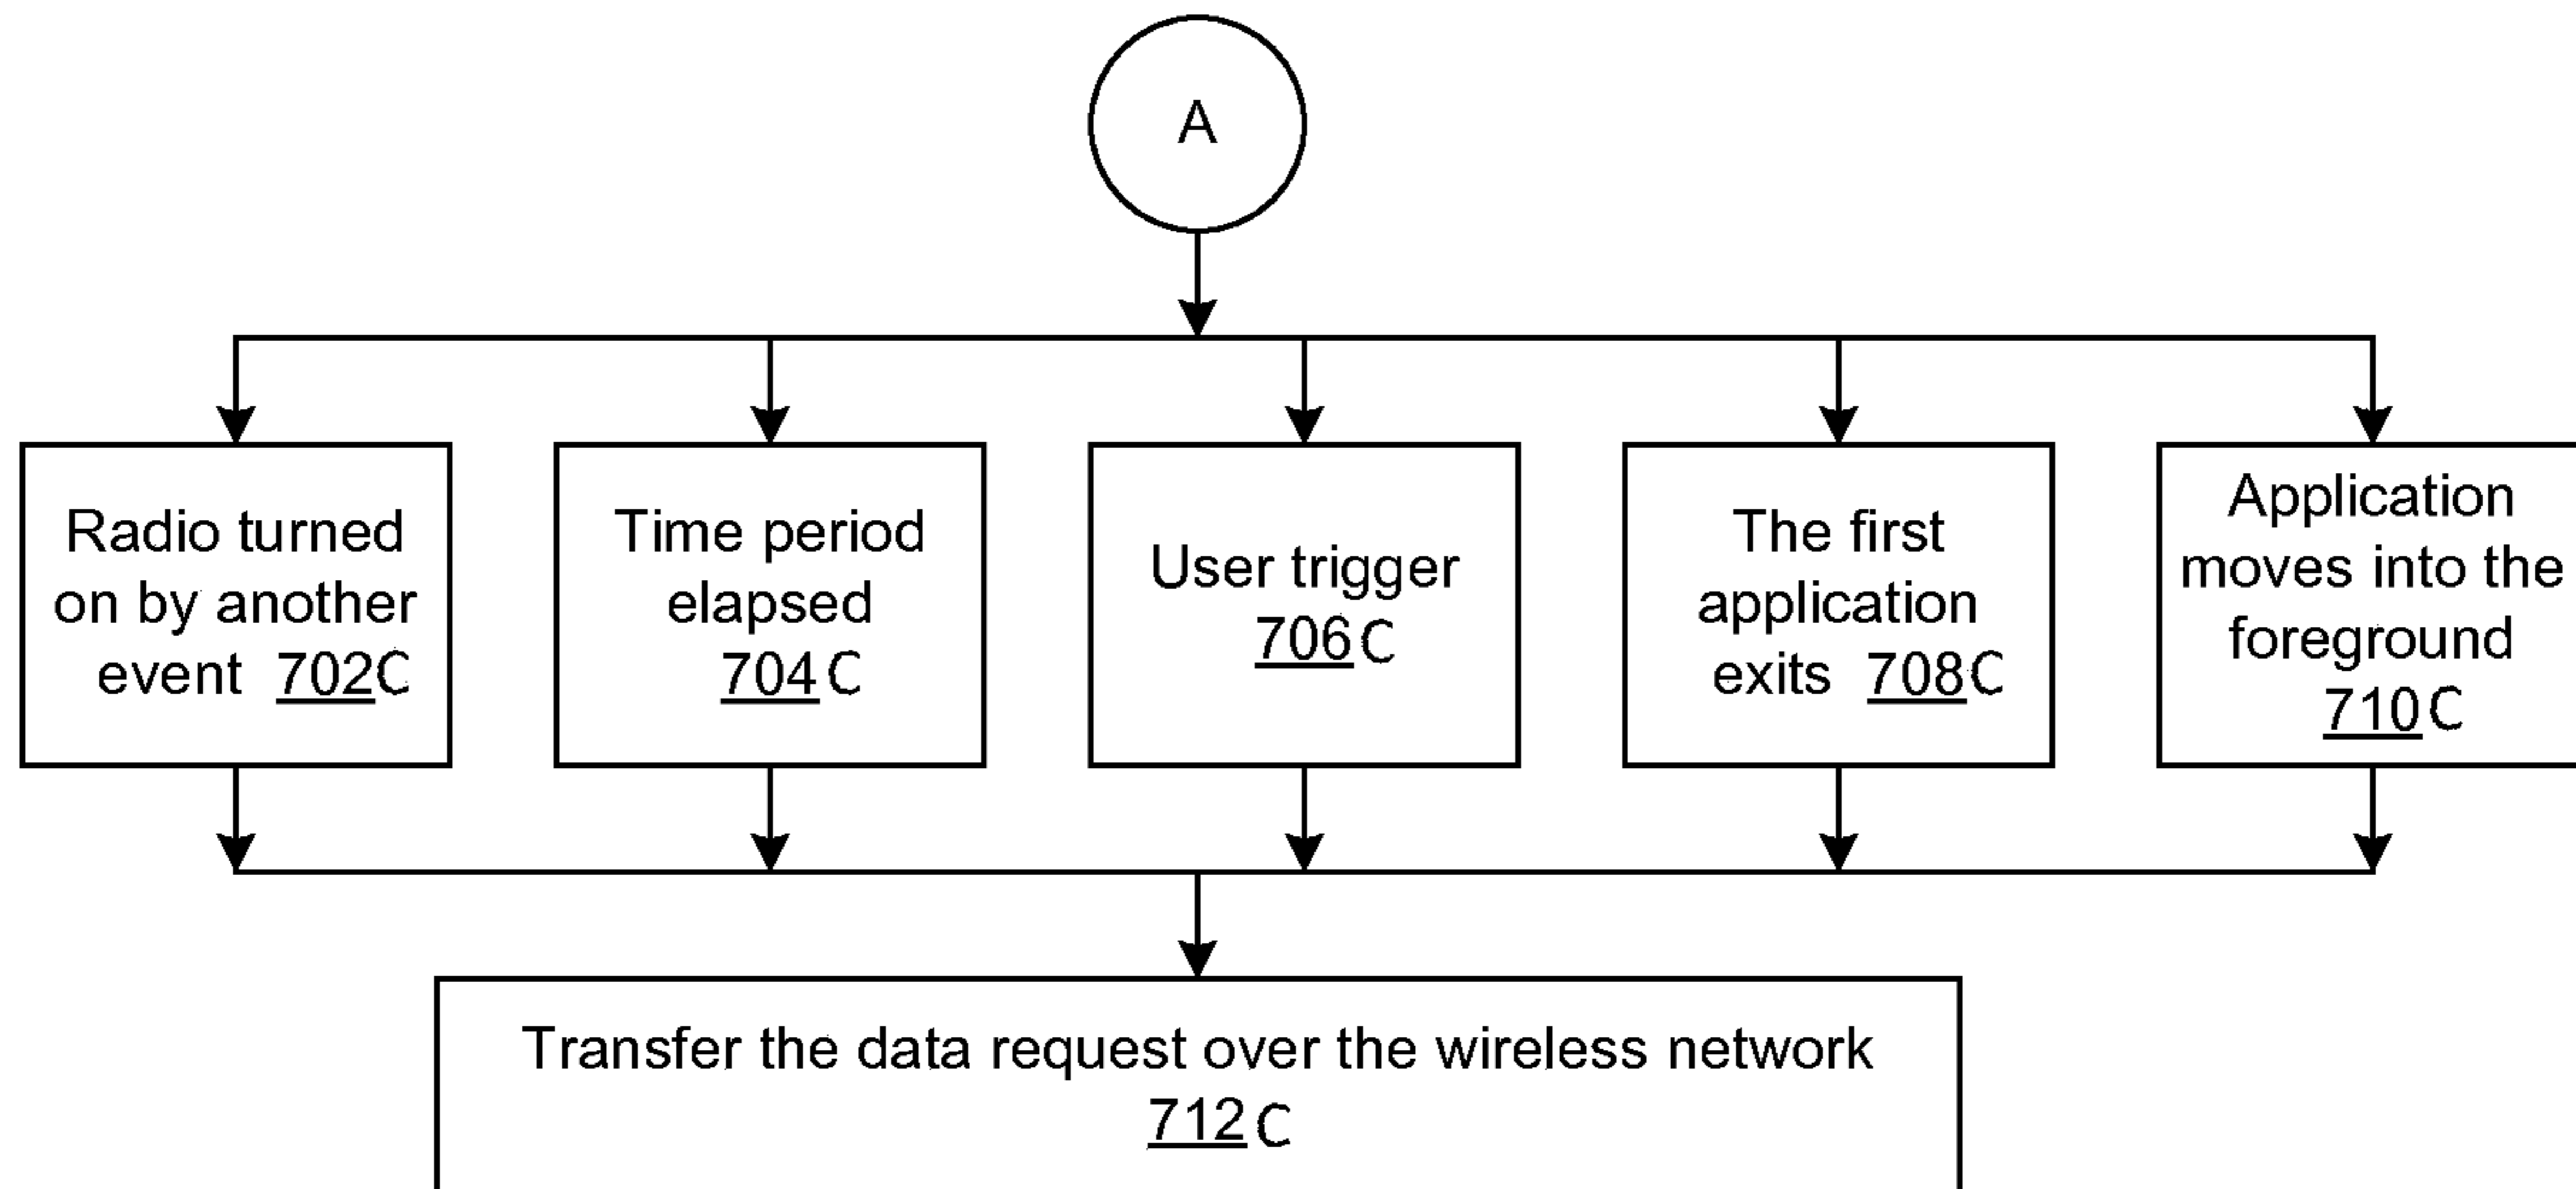 A
Radio turned
on by another
event 702C
Time period
elapsed
704C
User trigger
706C
The first
application
exits 708C
Application
moves into the
foreground
710C
Transfer the data request over the wireless network
712C